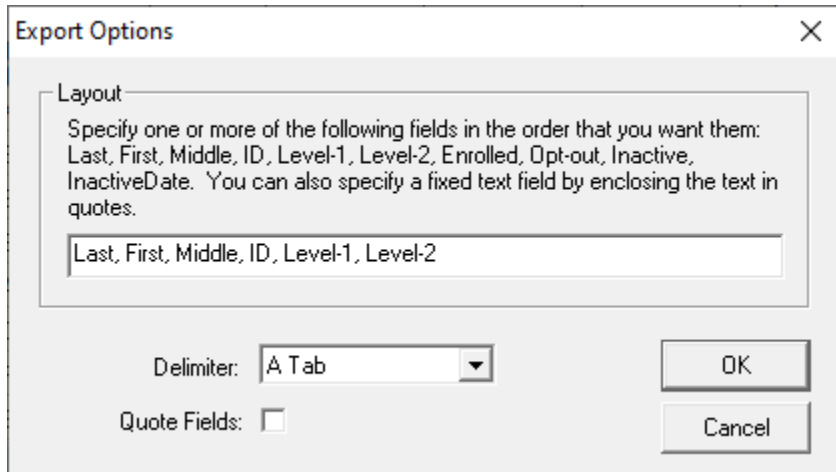 Export Options
Layout
Specify one or more of the following fields in the order that you want them:
Last, First, Middle, ID, Level-1, Level-2, Enrolled, Opt-out, Inactive,
InactiveDate.  You can also specify a fixed text field by enclosing the text in
quotes.
Last, First, Middle, ID, Level-1, Level-2
Delimiter: A Tab
OK
Quote Fields:
Cancel